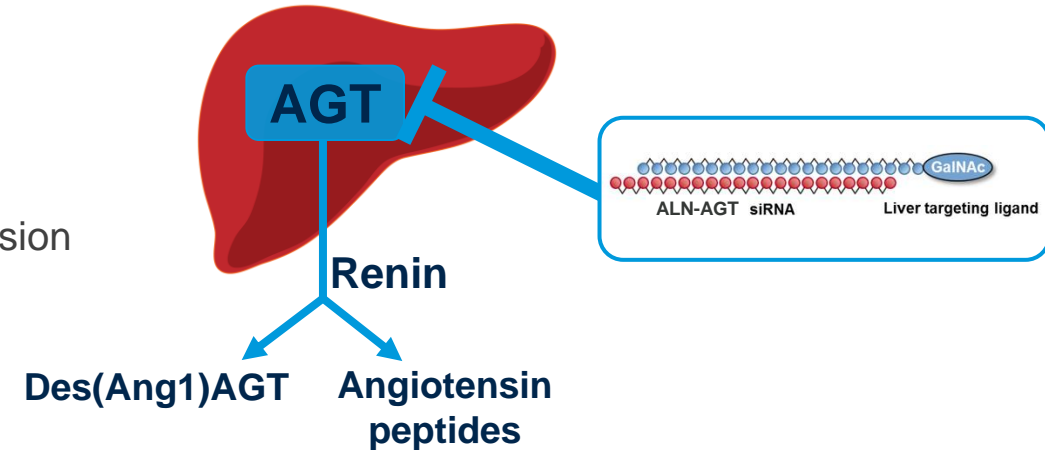 AGT
GalNAc
ALN-AGT siRNA
Liver targeting ligand
sion
Renin
Des(Ang1)AGT
Angiotensin
peptides